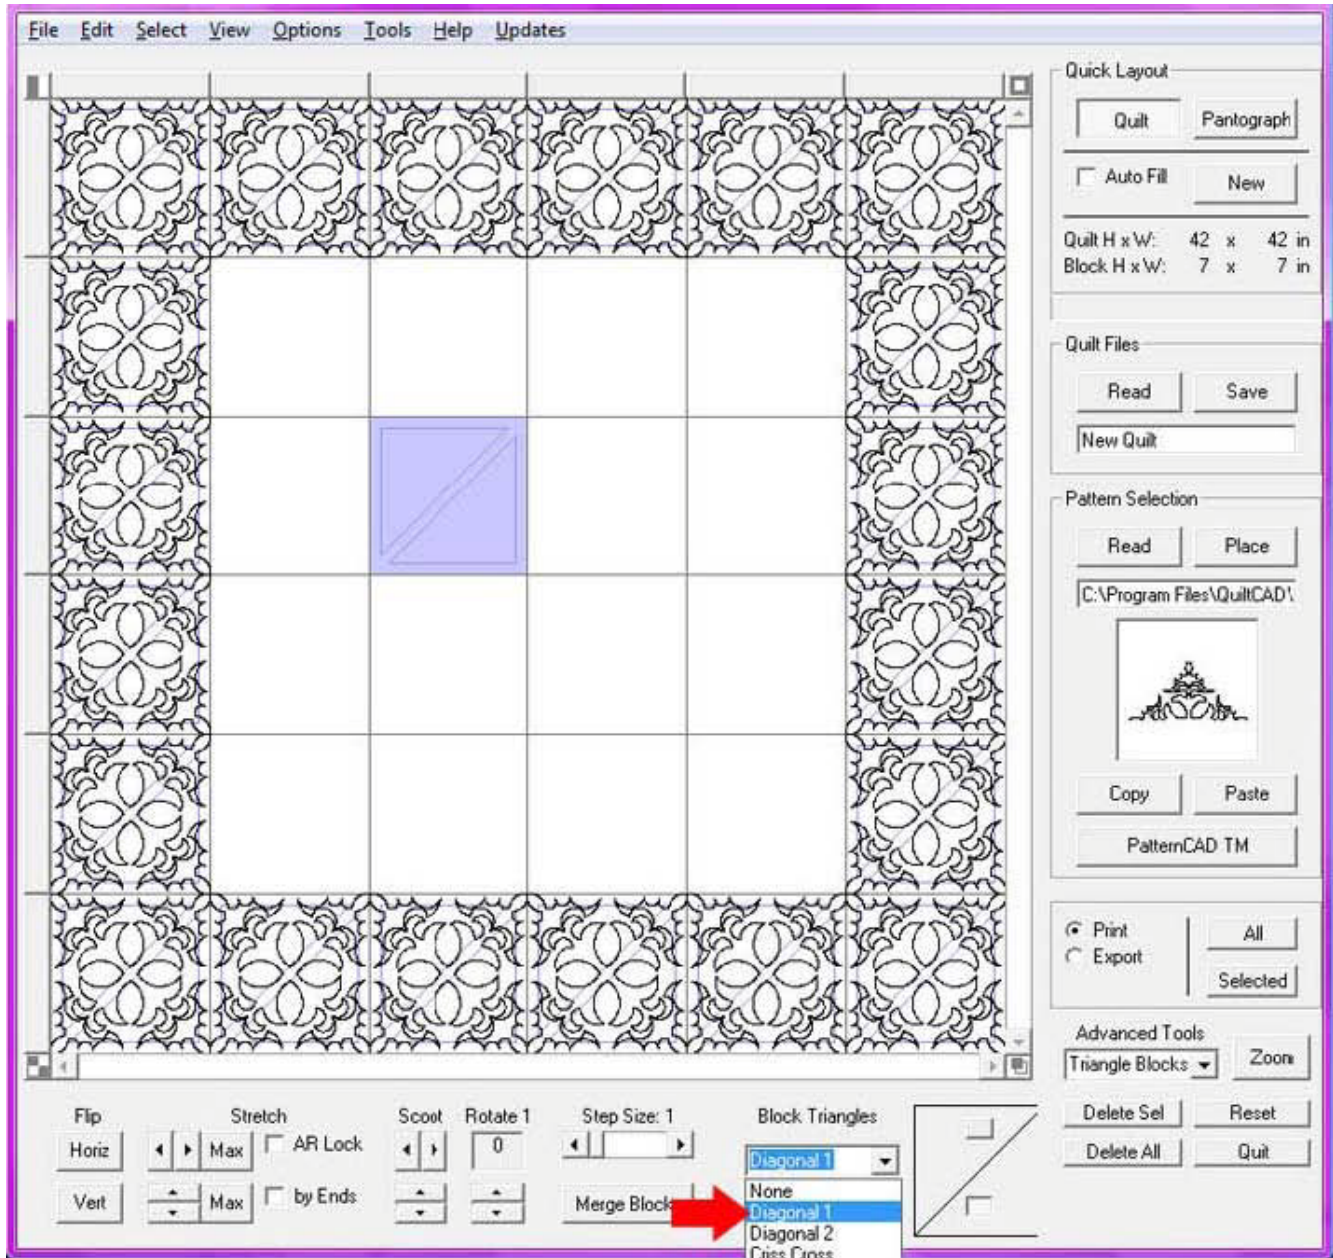 File Edit Select View Options Tools Help Updates
Quick Layout
Quilt Pantograph
Auto Fill New
Quilt H x W: 42 x 42 in
Block H x W: 7 x 7 in
Quilt Files
Read Save
New Quilt
Pattern Selection
Read Place
C:\Program Files\QuiltCAD\
Copy Paste
PatternCAD TM
Print All
Export
Selected
Advanced Tools
Triangle Blocks Zoom
Delete Sel Reset
Delete All Quit
Flip Stretch Scoot Rotate 1 Step Size: 1 Block Triangles
Horiz Max AR Lock 0 Diagonal 1
Vert Max by Ends Merge Block
None
Diagonal 1
Diagonal 2
Criss Cross